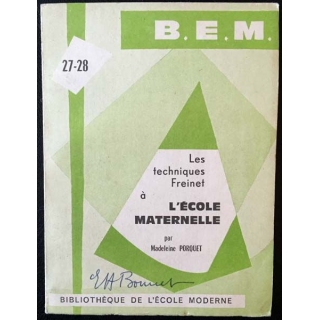 B.E.M.
27-28
Les
techniques
Freinet
à
L'ÉCOLE
MATERNELLE
par
Madeleine PORQUET
BIBLIOTHÈQUE DE L'ÉCOLE MODERNE